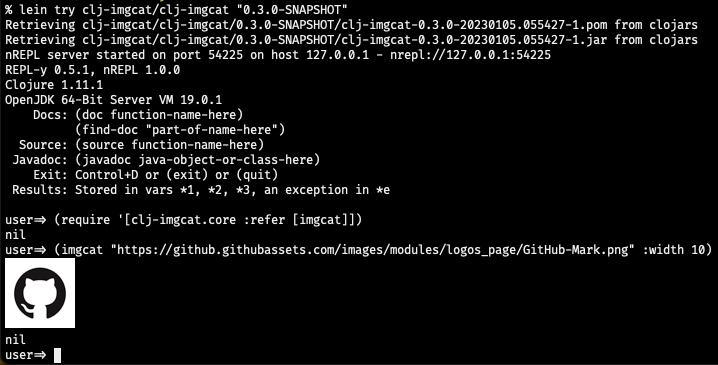 % lein try clj-imgcat/clj-imgcat "0.3.0-SNAPSHOT"
Retrieving clj-imgcat/clj-imgcat/0.3.0-SNAPSHOT/clj-imgcat-0.3.0-20230105.055427-1.pom from clojars
Retrieving clj-imgcat/clj-imgcat/0.3.0-SNAPSHOT/clj-imgcat-0.3.0-20230105.055427-1.jar from clojars
nREPL server started on port 54225 on host 127.0.0.1 - nrepl://127.0.0.1:54225
REPL-y 0.5.1, nREPL 1.0.0
Clojure 1.11.1
OpenJDK 64-Bit Server VM 19.0.1
    Docs: (doc function-name-here)
          (find-doc "part-of-name-here")
  Source: (source function-name-here)
 Javadoc: (javadoc java-object-or-class-here)
    Exit: Control+D or (exit) or (quit)
 Results: Stored in vars *1, *2, *3, an exception in *e

user=> (require '[clj-imgcat.core :refer [imgcat]])
nil
user=> (imgcat "https://github.githubassets.com/images/modules/logos_page/GitHub-Mark.png" :width 10)
nil
user=>